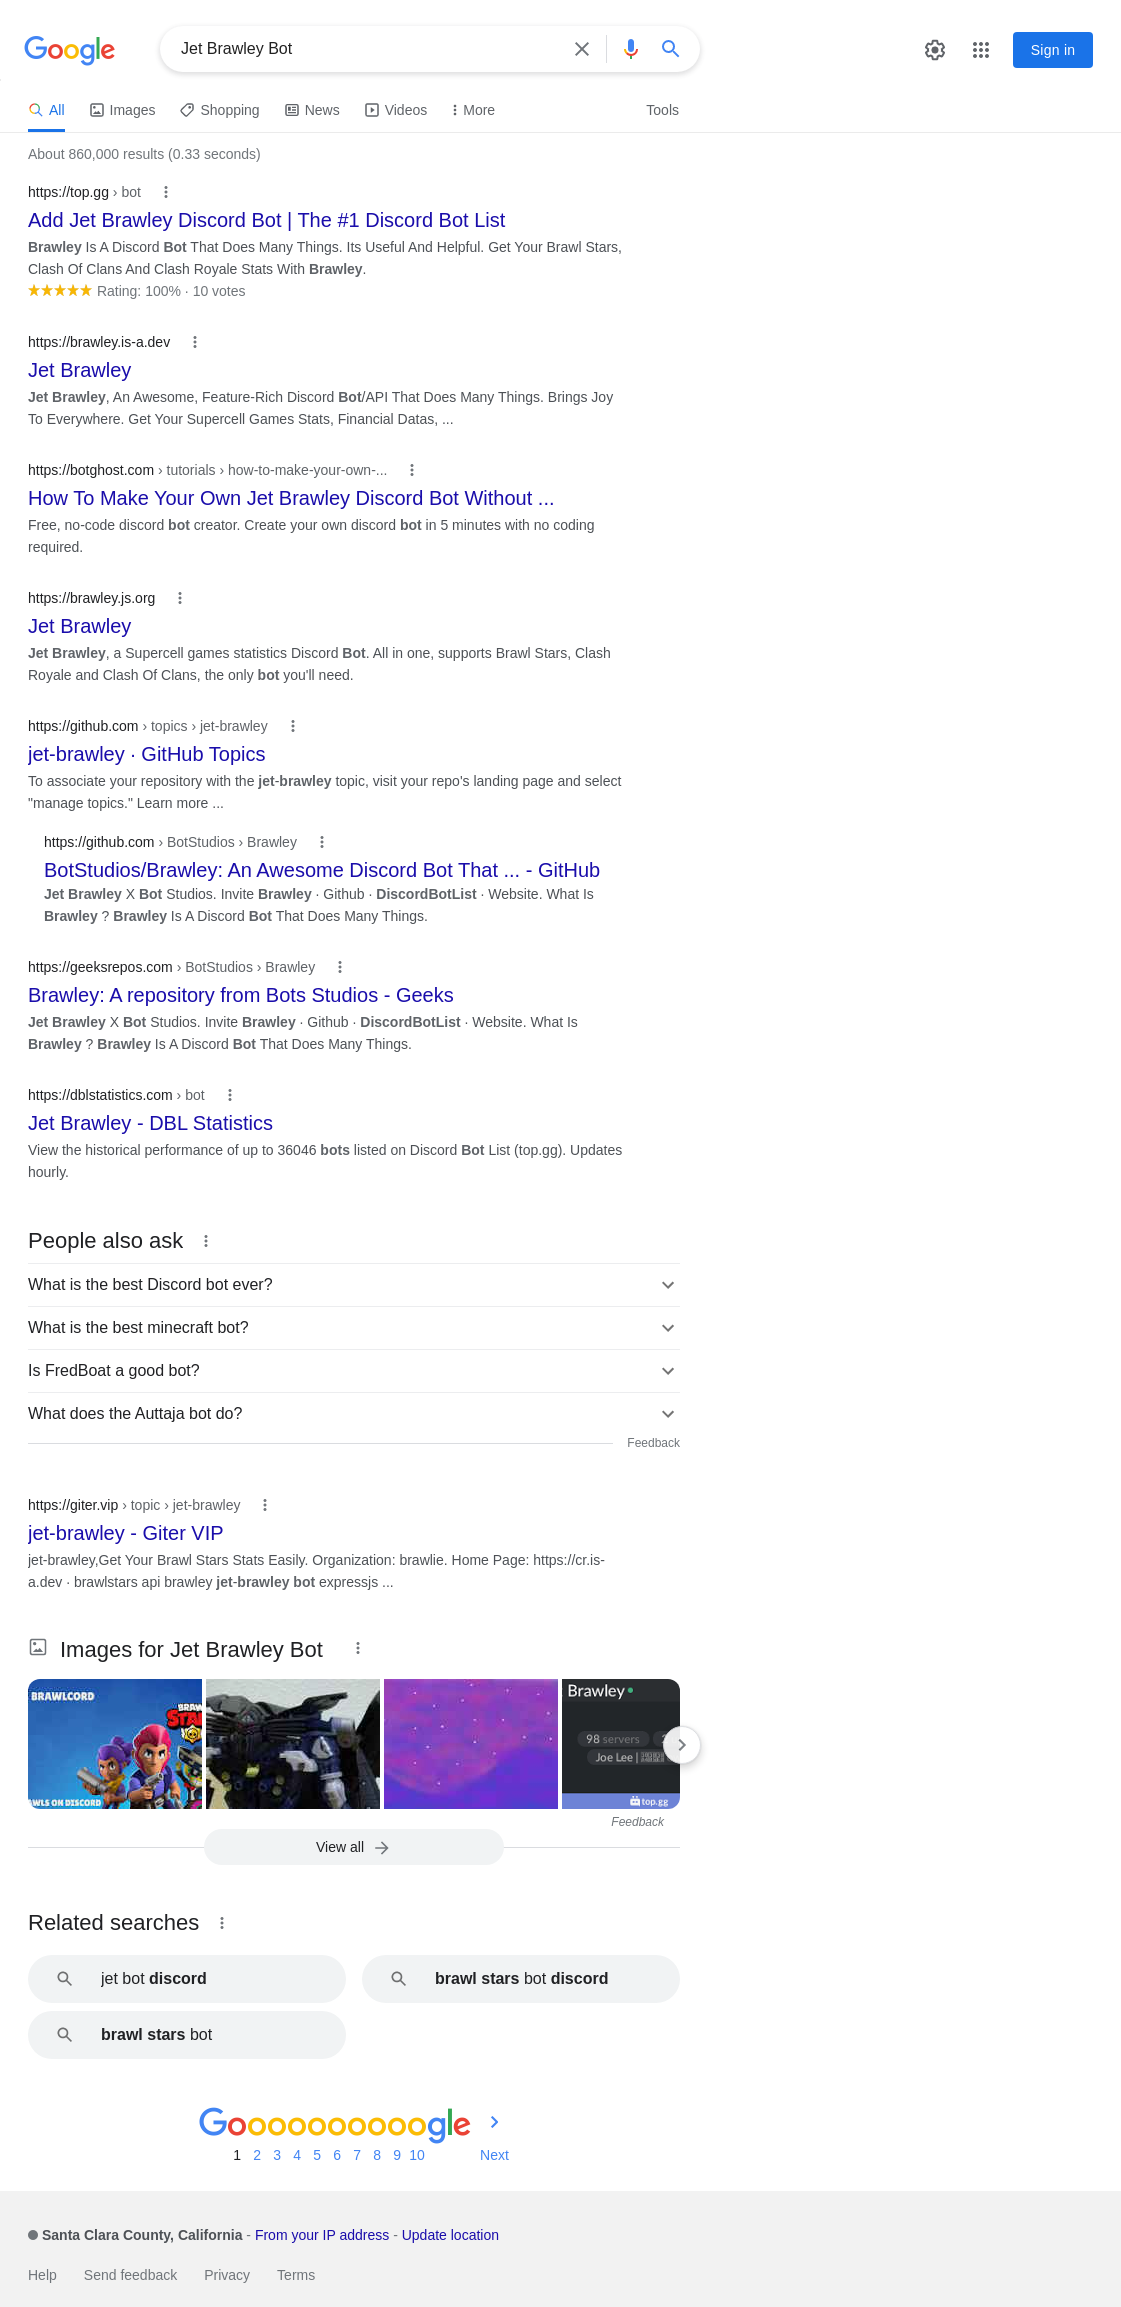 Google
Jet Brawley Bot
Sign in
All
Images
Shopping
News
Videos
More
Tools
About 860,000 results (0.33 seconds)
https://top.gg › bot
Add Jet Brawley Discord Bot | The #1 Discord Bot List
Brawley Is A Discord Bot That Does Many Things. Its Useful And Helpful. Get Your Brawl Stars,
Clash Of Clans And Clash Royale Stats With Brawley.
Rating: 100% · 10 votes
https://brawley.is-a.dev
Jet Brawley
Jet Brawley, An Awesome, Feature-Rich Discord Bot/API That Does Many Things. Brings Joy
To Everywhere. Get Your Supercell Games Stats, Financial Datas, ...
https://botghost.com › tutorials › how-to-make-your-own-...
How To Make Your Own Jet Brawley Discord Bot Without ...
Free, no-code discord bot creator. Create your own discord bot in 5 minutes with no coding
required.
https://brawley.js.org
Jet Brawley
Jet Brawley, a Supercell games statistics Discord Bot. All in one, supports Brawl Stars, Clash
Royale and Clash Of Clans, the only bot you'll need.
https://github.com › topics › jet-brawley
jet-brawley · GitHub Topics
To associate your repository with the jet-brawley topic, visit your repo's landing page and select
"manage topics." Learn more ...
https://github.com › BotStudios › Brawley
BotStudios/Brawley: An Awesome Discord Bot That ... - GitHub
Jet Brawley X Bot Studios. Invite Brawley · Github · DiscordBotList · Website. What Is
Brawley ? Brawley Is A Discord Bot That Does Many Things.
https://geeksrepos.com › BotStudios › Brawley
Brawley: A repository from Bots Studios - Geeks
Jet Brawley X Bot Studios. Invite Brawley · Github · DiscordBotList · Website. What Is
Brawley ? Brawley Is A Discord Bot That Does Many Things.
https://dblstatistics.com › bot
Jet Brawley - DBL Statistics
View the historical performance of up to 36046 bots listed on Discord Bot List (top.gg). Updates
hourly.
People also ask
What is the best Discord bot ever?
What is the best minecraft bot?
Is FredBoat a good bot?
What does the Auttaja bot do?
Feedback
https://giter.vip › topic › jet-brawley
jet-brawley - Giter VIP
jet-brawley,Get Your Brawl Stars Stats Easily. Organization: brawlie. Home Page: https://cr.is-
a.dev · brawlstars api brawley jet-brawley bot expressjs ...
Images for Jet Brawley Bot
BRAWLCORD
AWLS ON DISCORD
Brawley
98 servers
Joe Lee |
top.gg
Feedback
View all
Related searches
jet bot discord
brawl stars bot discord
brawl stars bot
Goooooooooogle
1 2 3 4 5 6 7 8 9 10 Next
Santa Clara County, California - From your IP address - Update location
Help Send feedback Privacy Terms